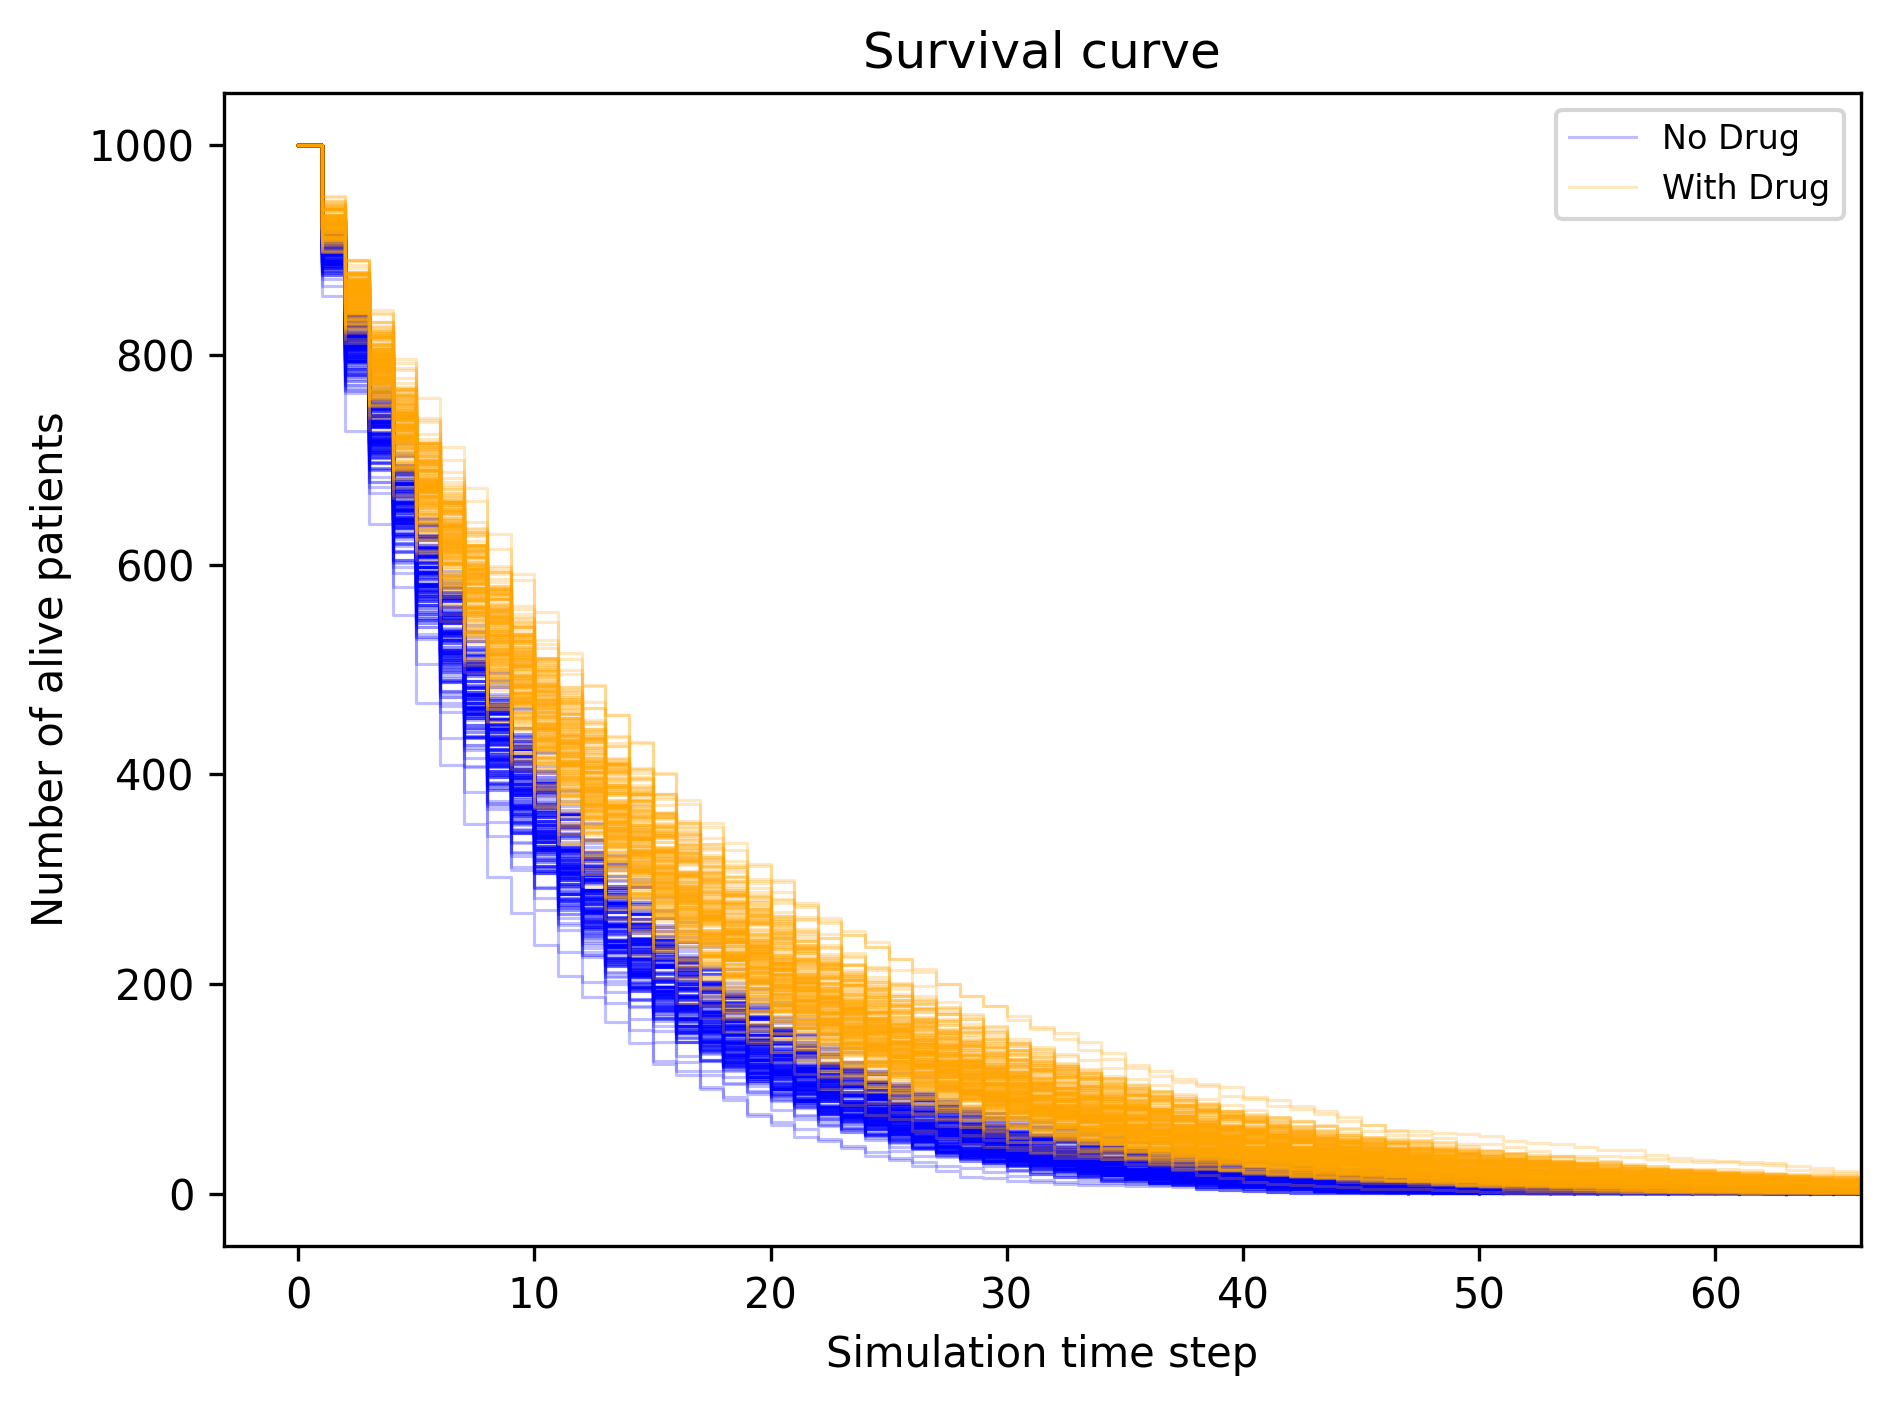 Survival curve
No Drug
With Drug
Number of alive patients
1000
800
600
400
200
0
0 10 20 30 40 50 60
Simulation time step